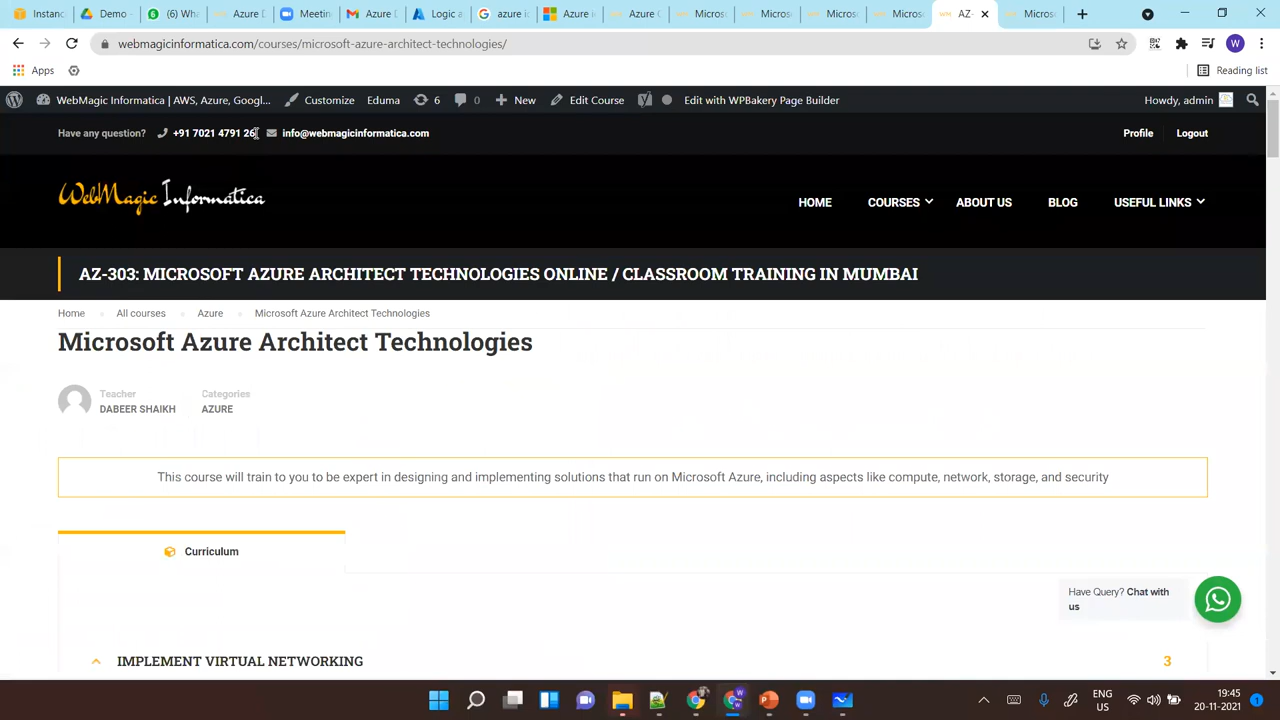 Instanc
Demo -
(6) Wha
Azure D
Meetin
Azure D
Logic a
azure ic
Azure i
Azure C
Micros
Micros
Micros
Micros
AZ-
Micros
webmagicinformatica.com/courses/microsoft-azure-architect-technologies/
Apps
Reading list
WebMagic Informatica | AWS, Azure, Googl...
Customize
Eduma
6
0
New
Edit Course
Edit with WPBakery Page Builder
Howdy, admin
Have any question?
+91 7021 4791 26
info@webmagicinformatica.com
Profile
Logout
WebMagic Informatica
HOME
COURSES
ABOUT US
BLOG
USEFUL LINKS
AZ-303: MICROSOFT AZURE ARCHITECT TECHNOLOGIES ONLINE / CLASSROOM TRAINING IN MUMBAI
Home
All courses
Azure
Microsoft Azure Architect Technologies
Microsoft Azure Architect Technologies
Teacher
DABEER SHAIKH
Categories
AZURE
This course will train to you to be expert in designing and implementing solutions that run on Microsoft Azure, including aspects like compute, network, storage, and security
Curriculum
Have Query? Chat with
us
IMPLEMENT VIRTUAL NETWORKING
3
ENG
US
19:45
20-11-2021